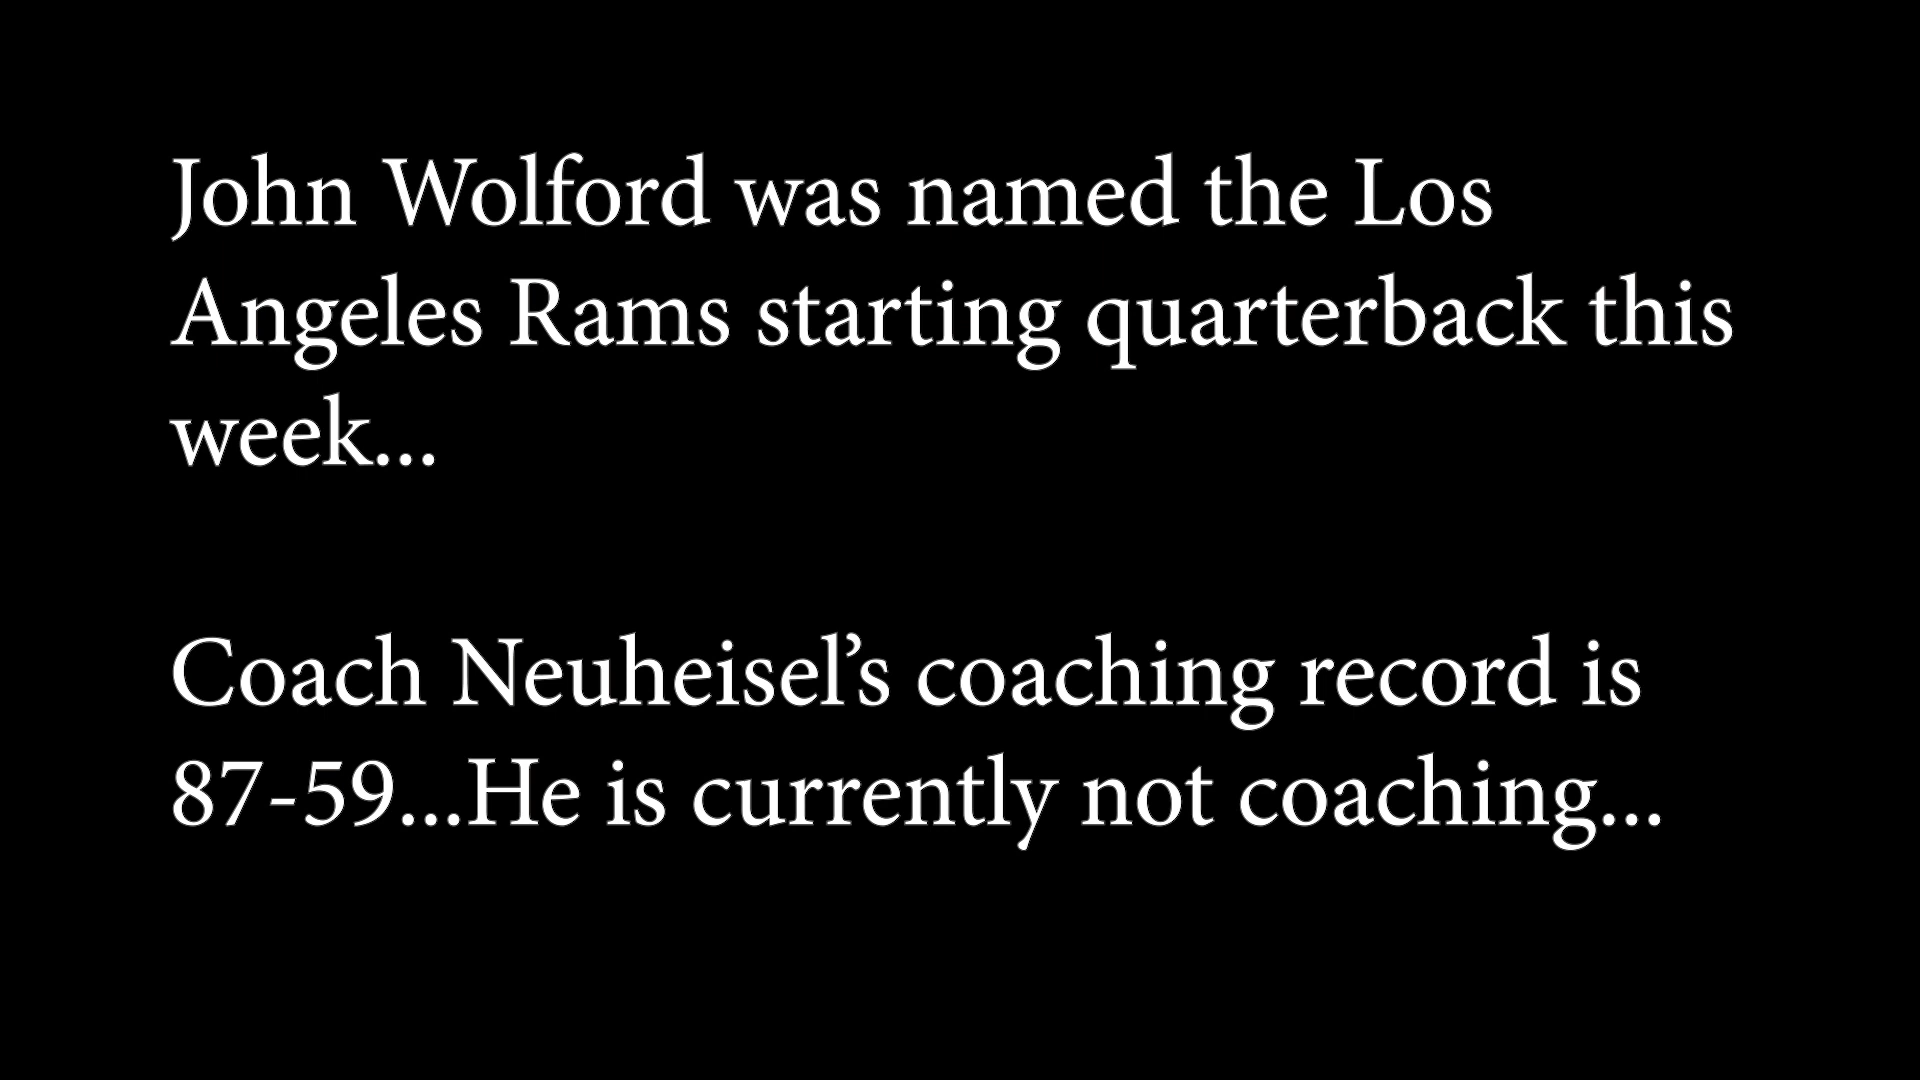 John Wolford was named the Los
Angeles Rams starting quarterback this
week...
Coach Neuheisel’s coaching record is
87-59...He is currently not coaching...